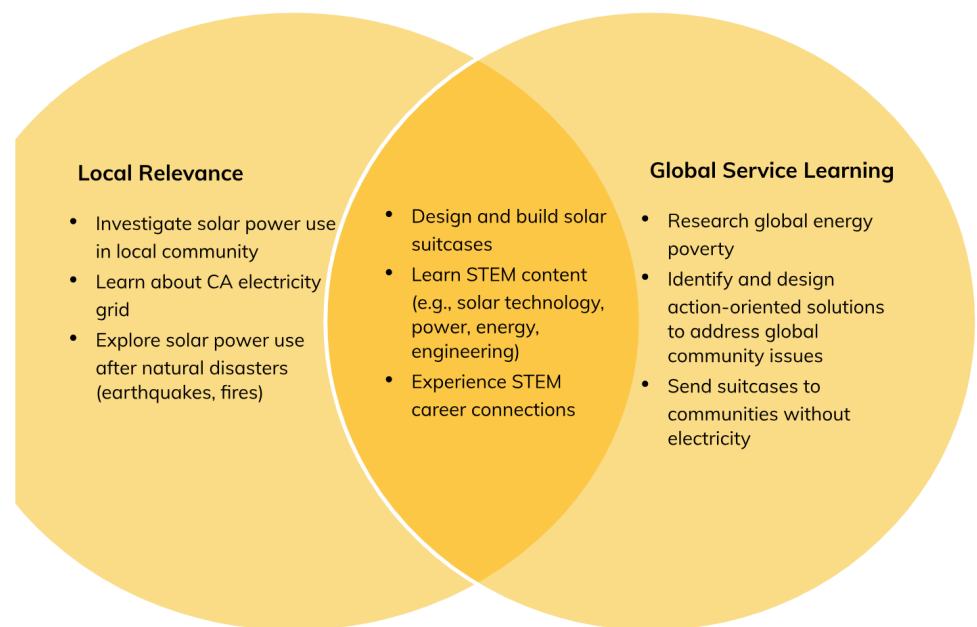 Local Relevance
• Investigate solar power use
in local community
• Learn about CA electricity
grid
• Explore solar power use
after natural disasters
(earthquakes, fires)
• Design and build solar
suitcases
• Learn STEM content
(e.g., solar technology,
power, energy,
engineering)
• Experience STEM
career connections
Global Service Learning
• Research global energy
poverty
• Identify and design
action-oriented solutions
to address global
community issues
• Send suitcases to
communities without
electricity